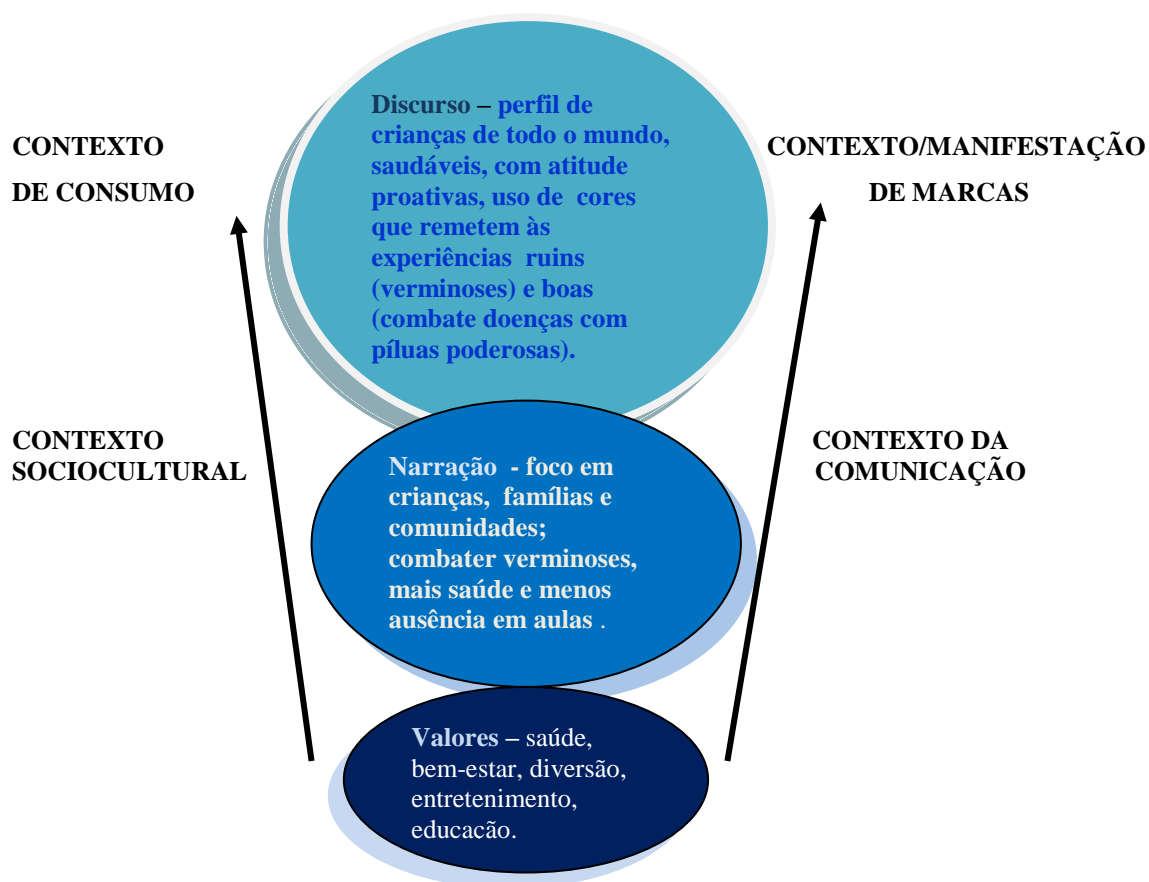 Discurso – perfil de
crianças de todo o mundo,
saudáveis, com atitude
proativas, uso de cores
que remetem às
experiências ruins
(verminoses) e boas
(combate doenças com
píluas poderosas).
CONTEXTO
DE CONSUMO
CONTEXTO/MANIFESTAÇÃO
DE MARCAS
CONTEXTO
SOCIOCULTURAL
CONTEXTO DA
COMUNICAÇÃO
Narração - foco em
crianças, famílias e
comunidades;
combater verminoses,
mais saúde e menos
ausência em aulas .
Valores – saúde,
bem-estar, diversão,
entretenimento,
educacão.